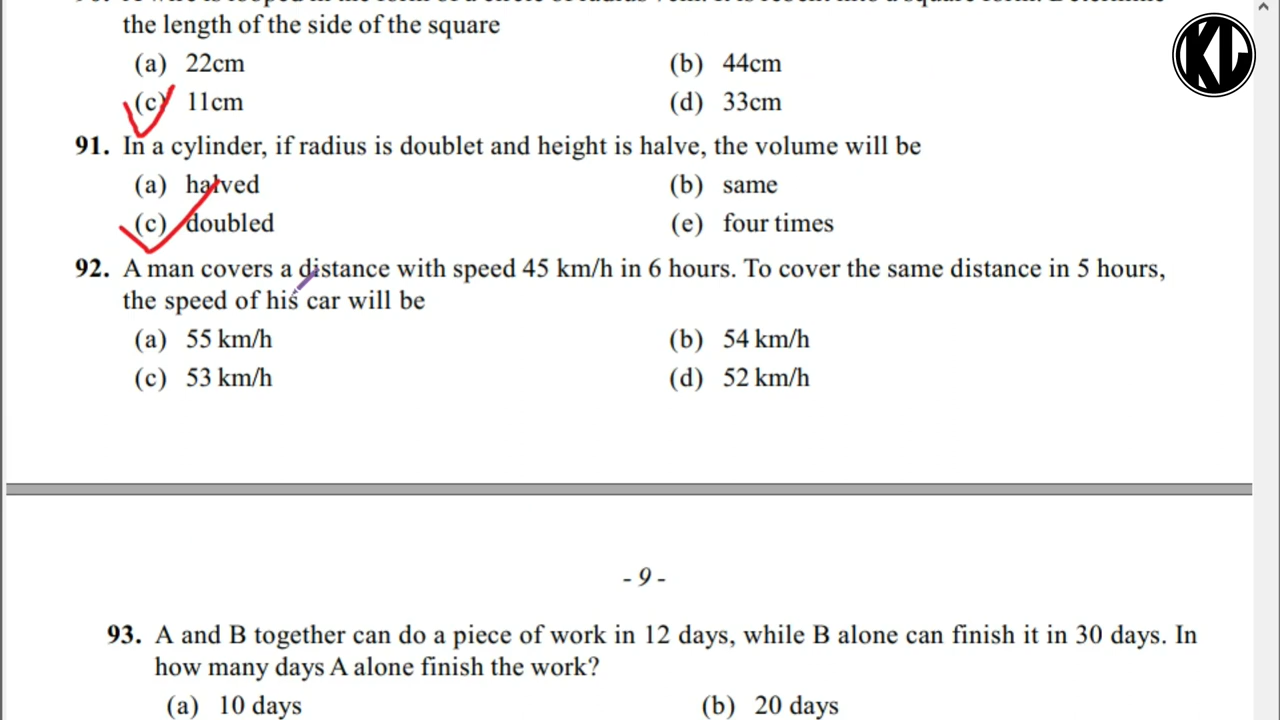 the length of the side of the square
(a) 22cm (b) 44cm
(c) 11cm (d) 33cm
91. In a cylinder, if radius is doublet and height is halve, the volume will be
(a) halved (b) same
(c) doubled (e) four times
92. A man covers a distance with speed 45 km/h in 6 hours. To cover the same distance in 5 hours,
the speed of his car will be
(a) 55 km/h (b) 54 km/h
(c) 53 km/h (d) 52 km/h
- 9 -
93. A and B together can do a piece of work in 12 days, while B alone can finish it in 30 days. In
how many days A alone finish the work?
(a) 10 days (b) 20 days